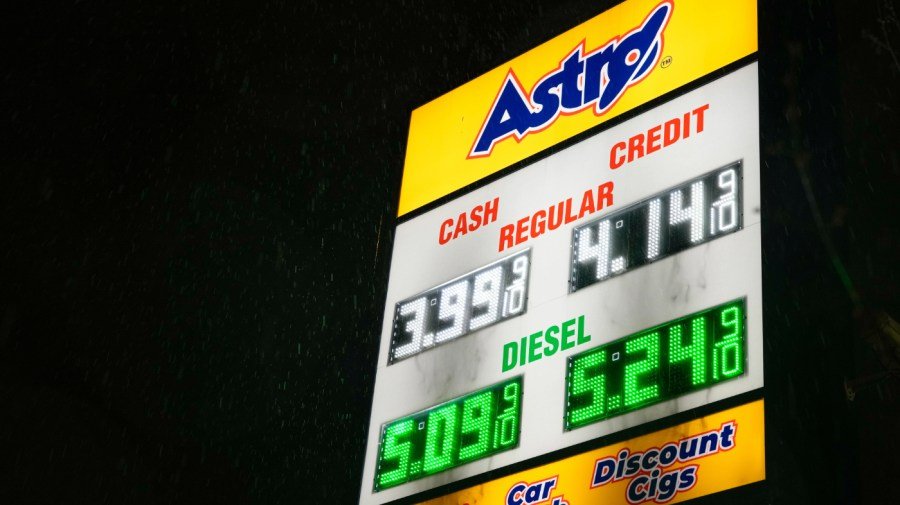 Astro™
CASH REGULAR CREDIT
3.99 9/10 4.14 9/10
DIESEL
5.09 9/10 5.24 9/10
Car
Discount
Cigs